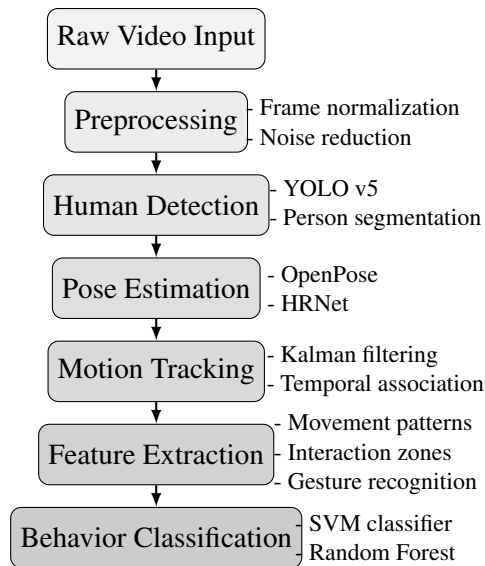 Raw Video Input
Preprocessing
- Frame normalization
- Noise reduction
Human Detection
- YOLO v5
- Person segmentation
Pose Estimation
- OpenPose
- HRNet
Motion Tracking
- Kalman filtering
- Temporal association
Feature Extraction
- Movement patterns
- Interaction zones
- Gesture recognition
Behavior Classification
- SVM classifier
- Random Forest